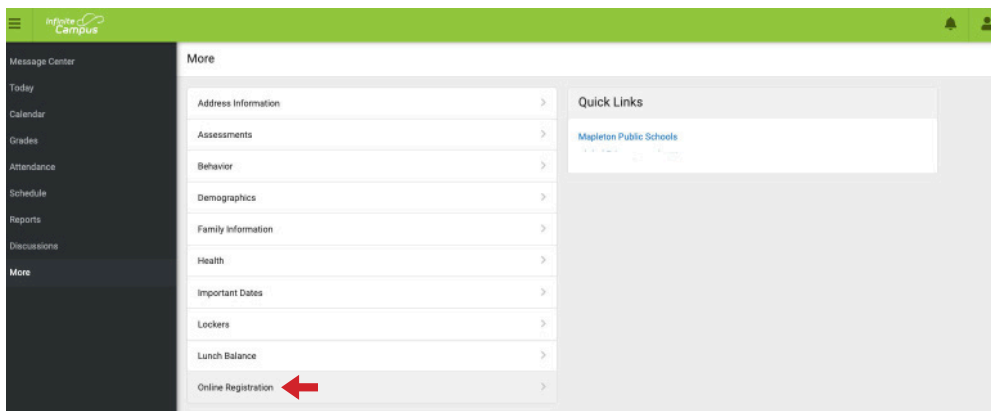 Infinite
Campus
Message Center
Today
Calendar
Grades
Attendance
Schedule
Reports
Discussions
More
More
Address Information
Assessments
Behavior
Demographics
Family Information
Health
Important Dates
Lockers
Lunch Balance
Online Registration
Quick Links
Mapleton Public Schools